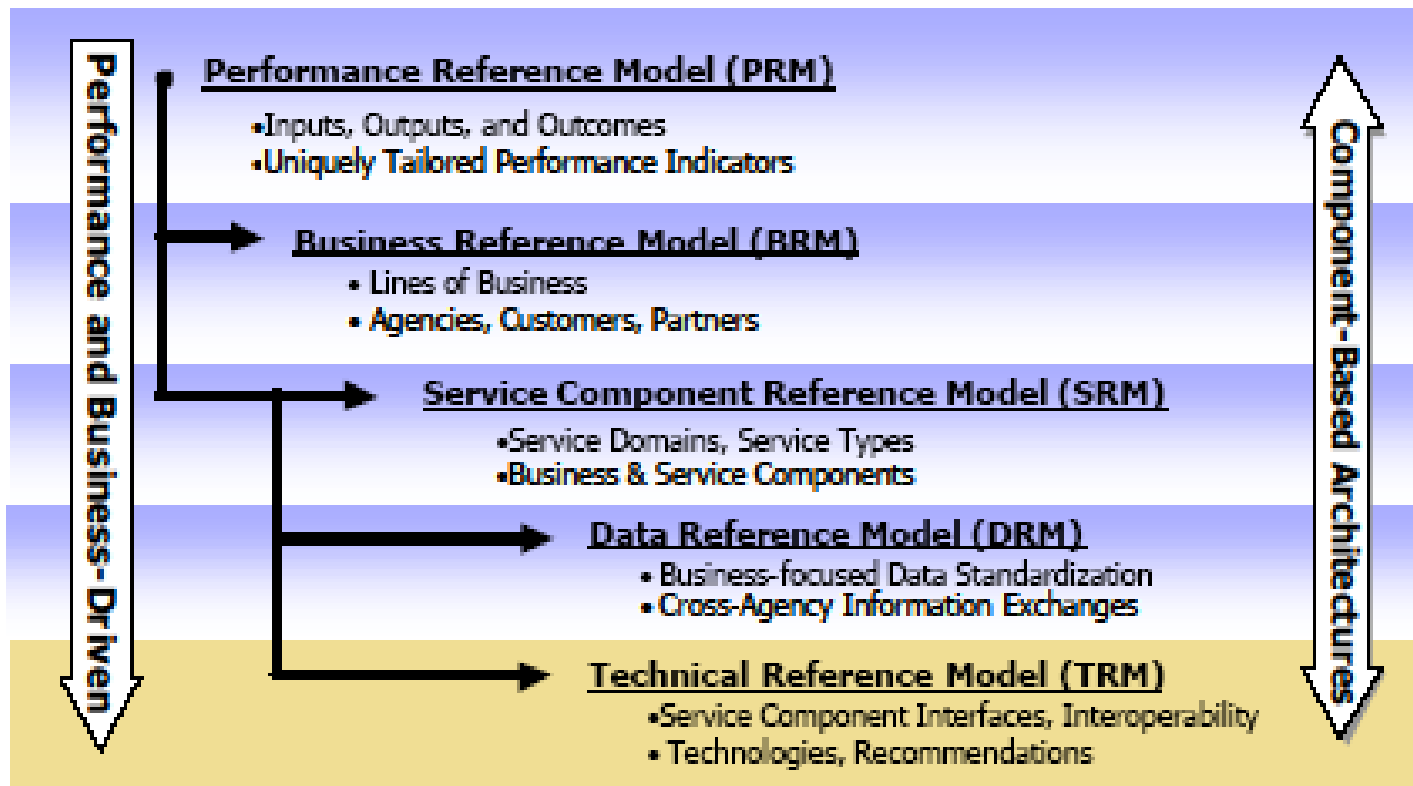 Performance and Business-Driven
Performance Reference Model (PRM)
•Inputs, Outputs, and Outcomes
•Uniquely Tailored Performance Indicators
Business Reference Model (BRM)
• Lines of Business
• Agencies, Customers, Partners
Service Component Reference Model (SRM)
•Service Domains, Service Types
•Business & Service Components
Data Reference Model (DRM)
• Business-focused Data Standardization
• Cross-Agency Information Exchanges
Technical Reference Model (TRM)
•Service Component Interfaces, Interoperability
• Technologies, Recommendations
Component-Based Architectures